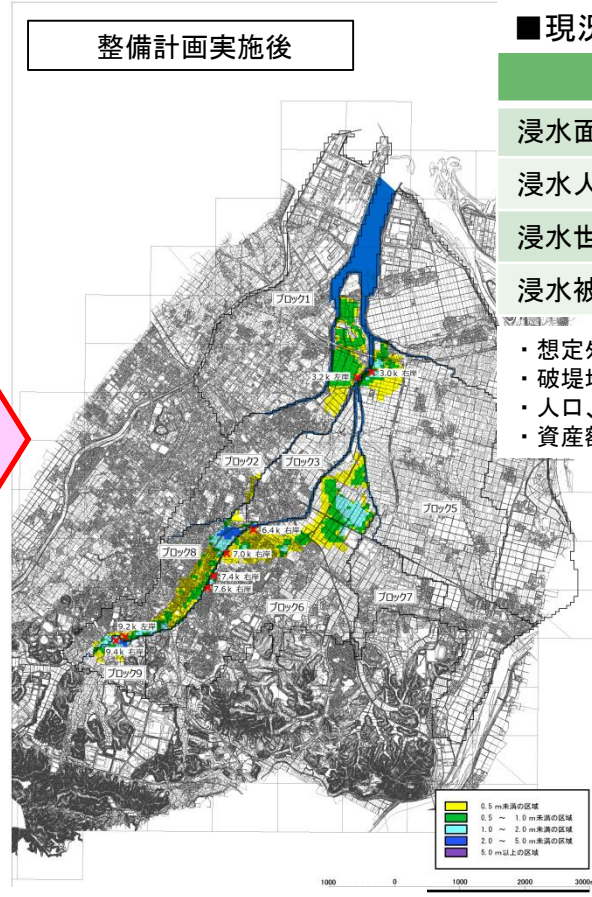 整備計画実施後
■現況
浸水面
浸水人
浸水世
浸水被
・想定外
・破堤地
・人口、
・資産額
ブロック1
3.2k 左岸
3.0k 右岸
ブロック2
ブロック3
ブロック5
6.4k 右岸
ブロック8
7.0k 右岸
7.4k 右岸
7.6k 右岸
ブロック7
ブロック6
9.2k 左岸
9.4k 右岸
ブロック9
0.5 m未満の区域
0.5 ～ 1.0 m未満の区域
1.0 ～ 2.0 m未満の区域
2.0 ～ 5.0 m未満の区域
5.0 m以上の区域
1000 0 1000 2000 3000m